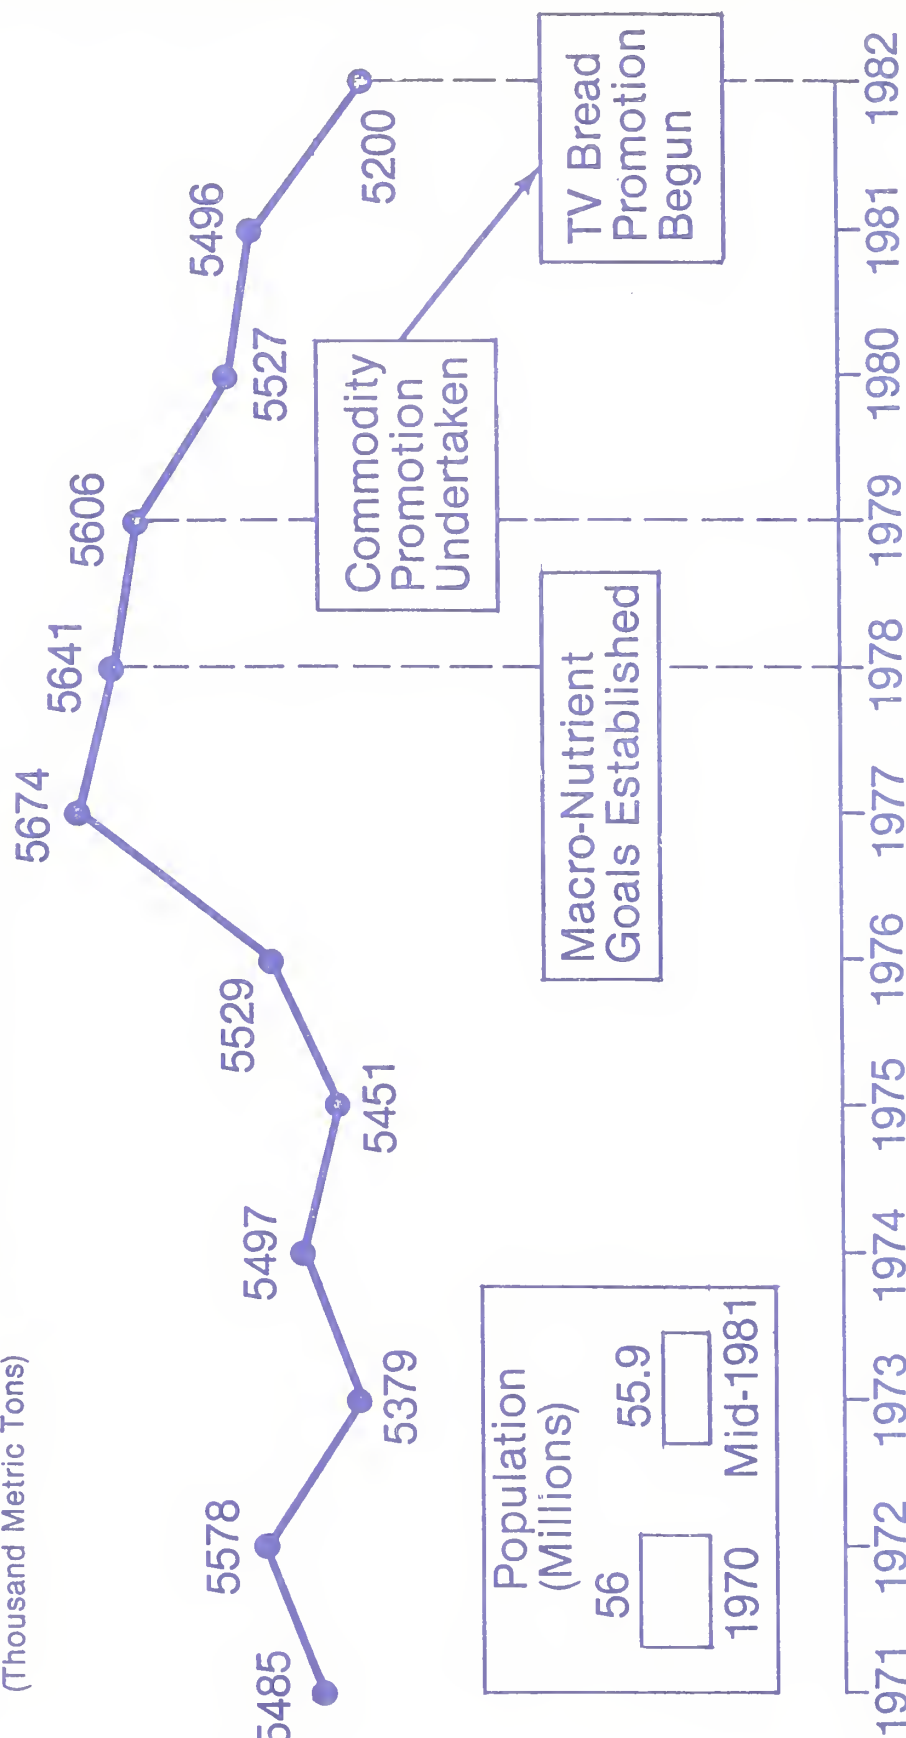 (Thousand Metric Tons)
5485
5578
5379
5497
5451
5529
5674
5641
5606
5527
5496
5200
Commodity
Promotion
Undertaken
TV Bread
Promotion
Begun
Macro-Nutrient
Goals Established
Population
(Millions)
56
55.9
1970
Mid-1981
1971
1972
1973
1974
1975
1976
1977
1978
1979
1980
1981
1982